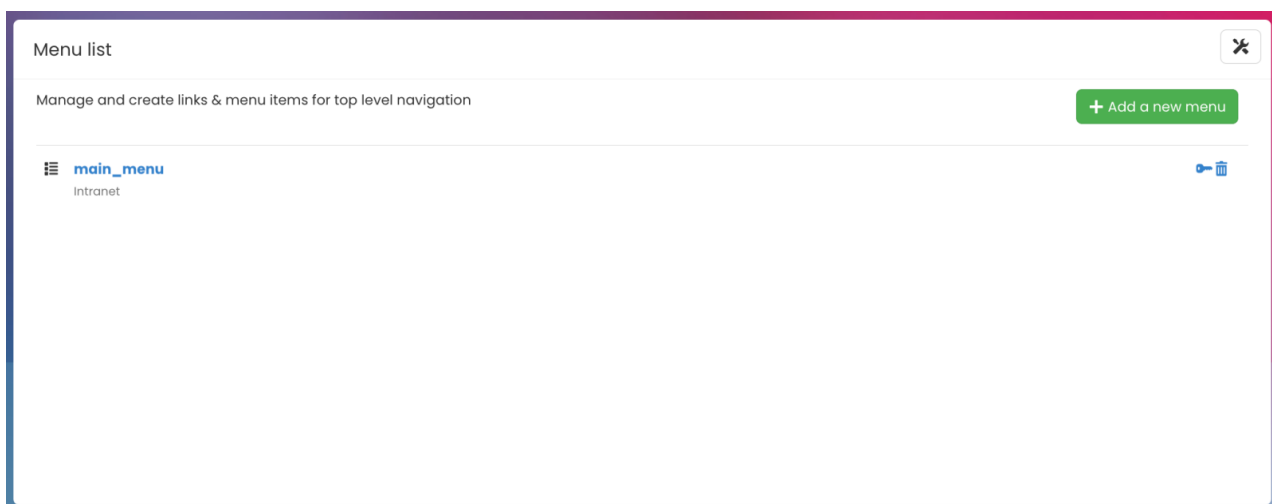 Menu list
Manage and create links & menu items for top level navigation
Add a new menu
main_menu
Intranet